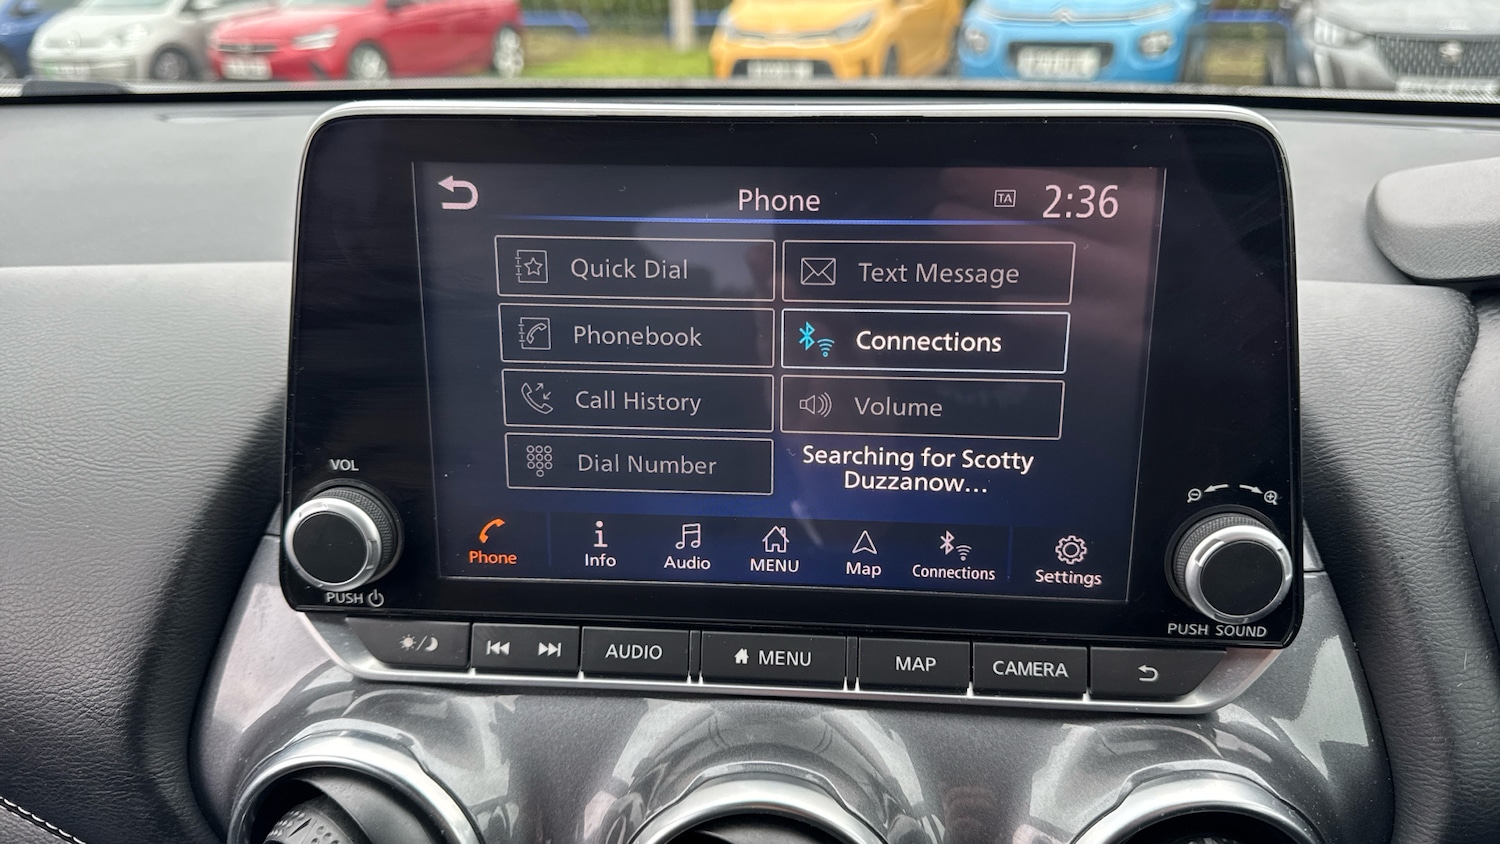 Phone
TA
2:36
Quick Dial
Text Message
Phonebook
Connections
Call History
Volume
Dial Number
Searching for Scotty
Duzzanow...
VOL
PUSH
Phone
Info
Audio
MENU
Map
Connections
Settings
PUSH SOUND
AUDIO
MENU
MAP
CAMERA